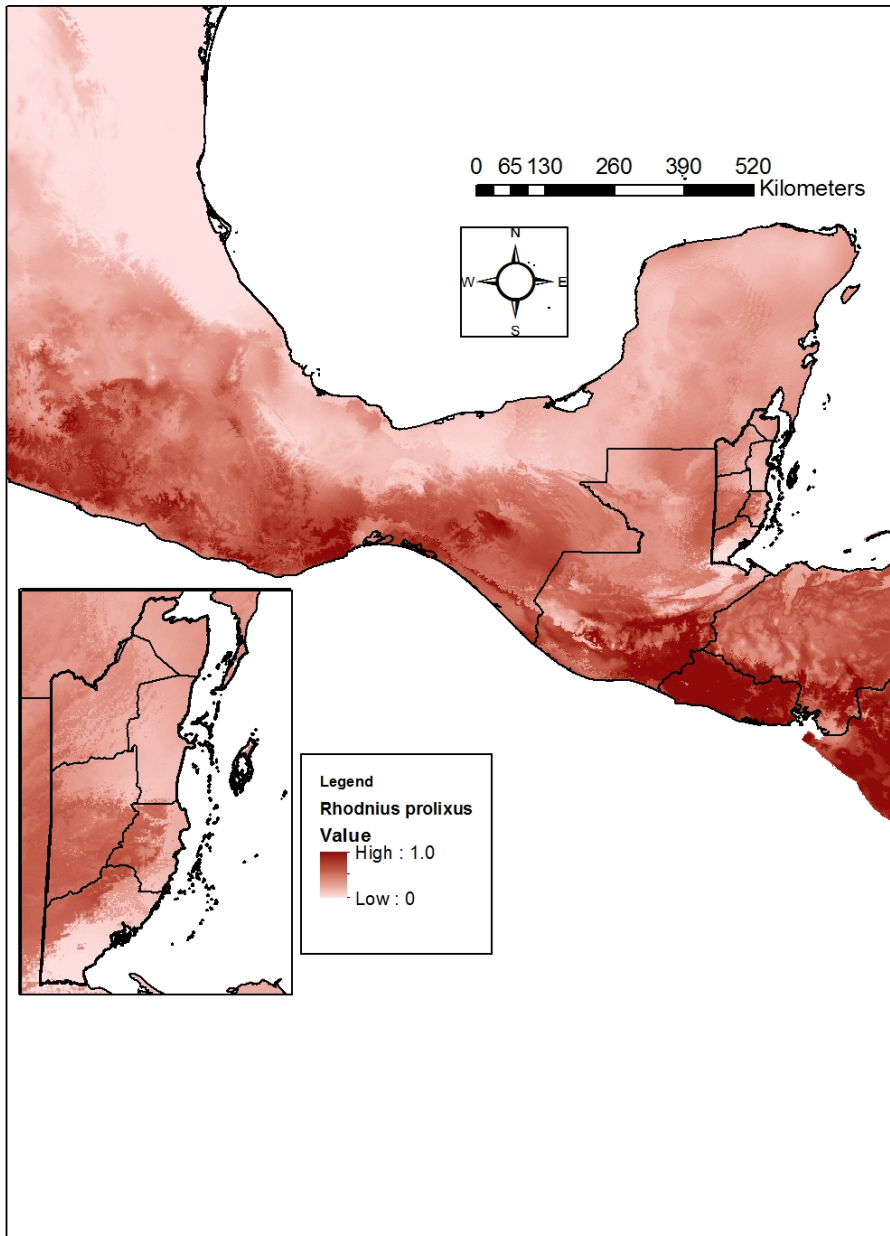 0 65 130 260 390 520
Kilometers
N
W E
S
Legend
Rhodnius prolixus
Value
High : 1.0
Low : 0